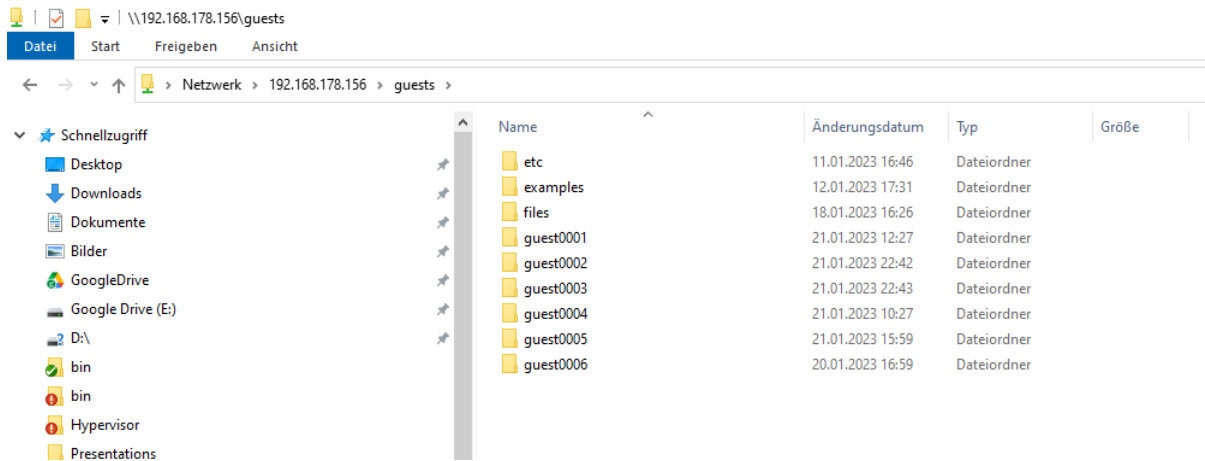 \\192.168.178.156\guests
Datei Start Freigeben Ansicht
Netzwerk 192.168.178.156 guests
Schnellzugriff
Desktop
Downloads
Dokumente
Bilder
GoogleDrive
Google Drive (E:)
D:\
bin
bin
Hypervisor
Presentations
Name Änderungsdatum Typ Größe
etc 11.01.2023 16:46 Dateiordner
examples 12.01.2023 17:31 Dateiordner
files 18.01.2023 16:26 Dateiordner
guest0001 21.01.2023 12:27 Dateiordner
guest0002 21.01.2023 22:42 Dateiordner
guest0003 21.01.2023 22:43 Dateiordner
guest0004 21.01.2023 10:27 Dateiordner
guest0005 21.01.2023 15:59 Dateiordner
guest0006 20.01.2023 16:59 Dateiordner